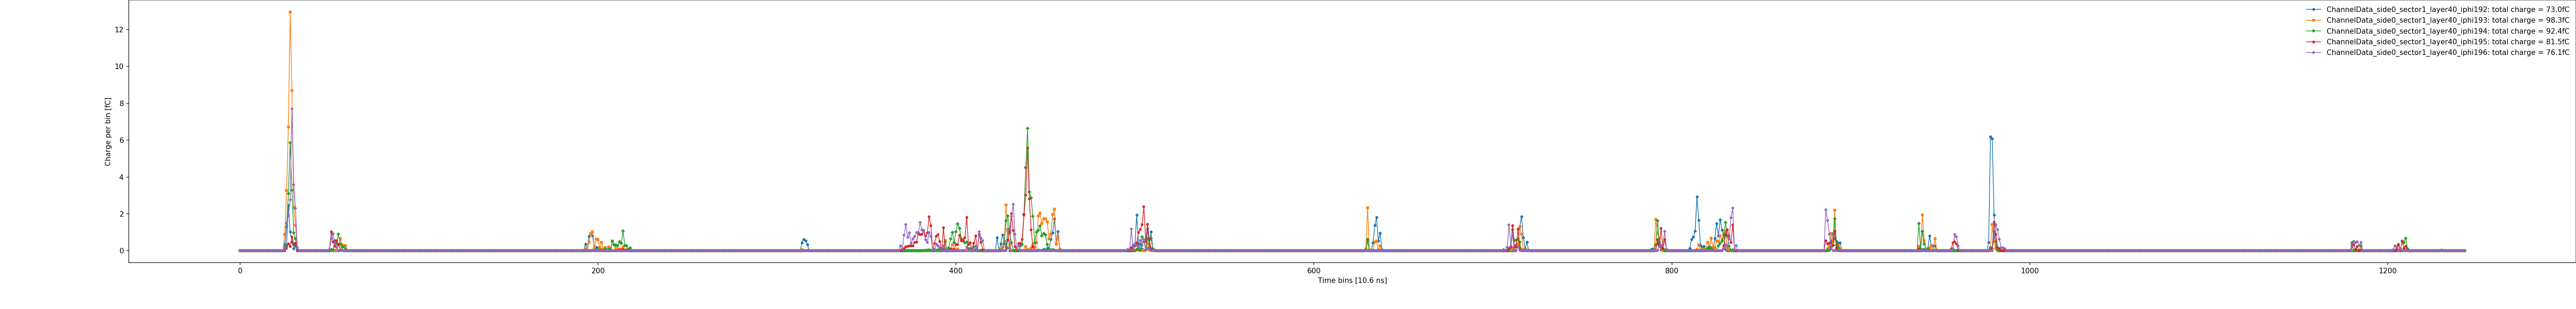 ChannelData_side0_sector1_layer40_iphi192: total charge = 73.0fC
ChannelData_side0_sector1_layer40_iphi193: total charge = 98.3fC
ChannelData_side0_sector1_layer40_iphi194: total charge = 92.4fC
ChannelData_side0_sector1_layer40_iphi195: total charge = 81.5fC
ChannelData_side0_sector1_layer40_iphi196: total charge = 76.1fC
Charge per bin [fC]
12
10
8
6
4
2
0
0 200 400 600 800 1000 1200
Time bins [10.6 ns]